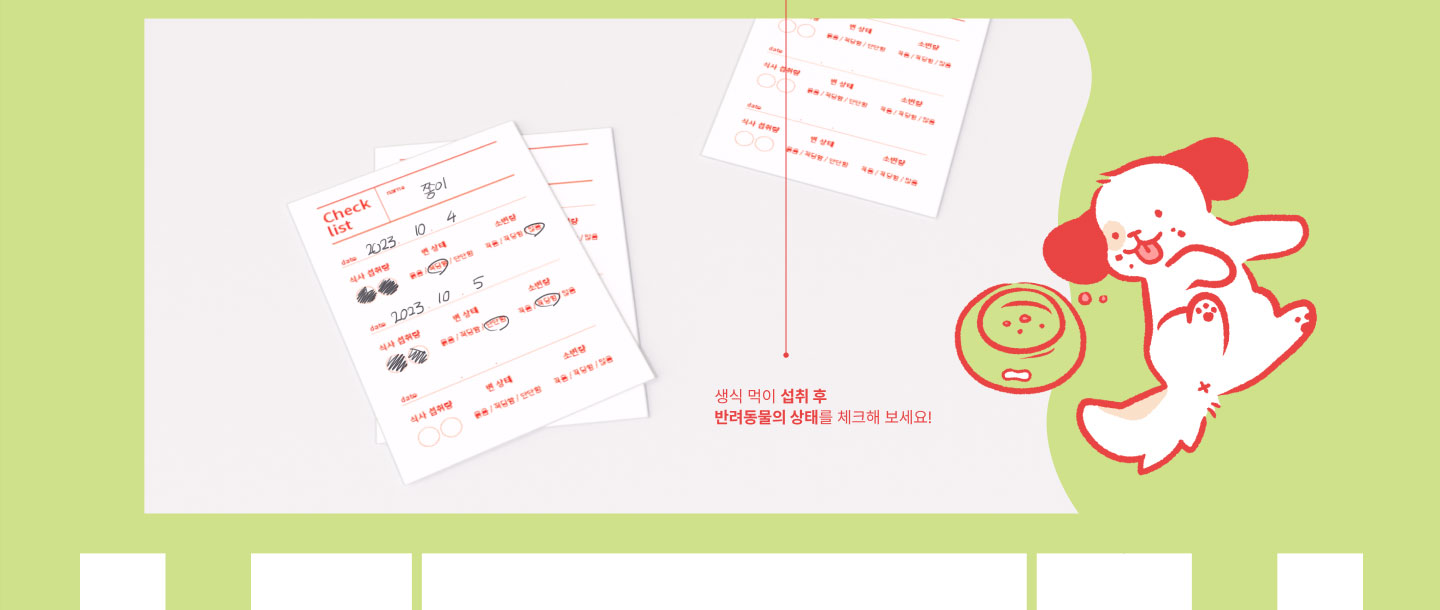 변 상태
소변량
묽음 / 적당함 / 단단함
적음 / 적당함 / 많음
date
식사 섭취량
변 상태
소변량
묽음 / 적당함 / 단단함
적음 / 적당함 / 많음
date
식사 섭취량
변 상태
소변량
묽음 / 적당함 / 단단함
적음 / 적당함 / 많음
Check
list
name
쫑이
date 2023. 10. 4
식사 섭취량
변 상태
소변량
묽음 / 적당함 / 단단함
적음 / 적당함 / 많음
date 2023. 10. 5
식사 섭취량
변 상태
소변량
묽음 / 적당함 / 단단함
적음 / 적당함 / 많음
date
식사 섭취량
변 상태
소변량
묽음 / 적당함 / 단단함
적음 / 적당함 / 많음
생식 먹이 섭취 후
반려동물의 상태를 체크해 보세요!